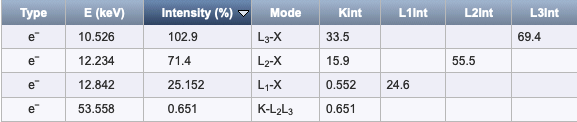 Type E (keV) Intensity (%) Mode Kint L1Int L2Int L3Int
e⁻ 10.526 102.9 L₃-X 33.5 69.4
e⁻ 12.234 71.4 L₂-X 15.9 55.5
e⁻ 12.842 25.152 L₁-X 0.552 24.6
e⁻ 53.558 0.651 K-L₂L₃ 0.651